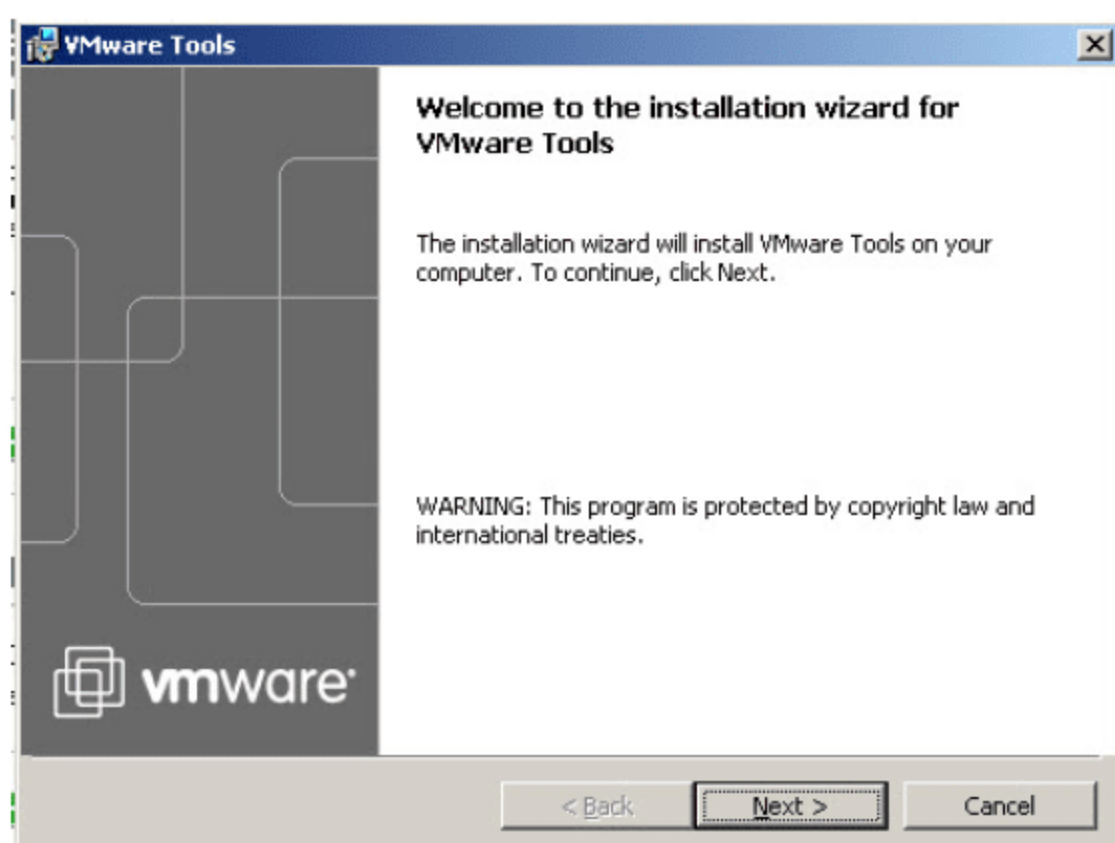 VMware Tools
Welcome to the installation wizard for
VMware Tools
The installation wizard will install VMware Tools on your
computer. To continue, click Next.
WARNING: This program is protected by copyright law and
international treaties.
vmware
< Back
Next >
Cancel